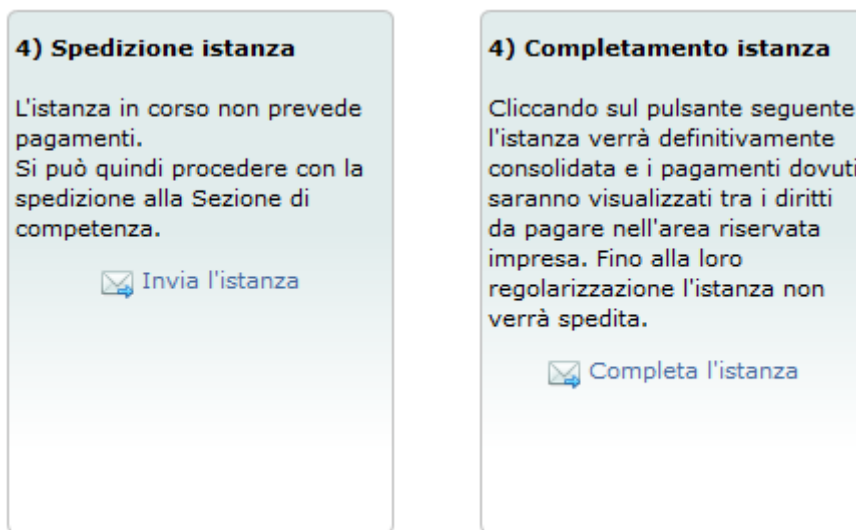 4) Spedizione istanza
L'istanza in corso non prevede
pagamenti.
Si può quindi procedere con la
spedizione alla Sezione di
competenza.
Invia l'istanza
4) Completamento istanza
Cliccando sul pulsante seguente
l'istanza verrà definitivamente
consolidata e i pagamenti dovuti
saranno visualizzati tra i diritti
da pagare nell'area riservata
impresa. Fino alla loro
regolarizzazione l'istanza non
verrà spedita.
Completa l'istanza